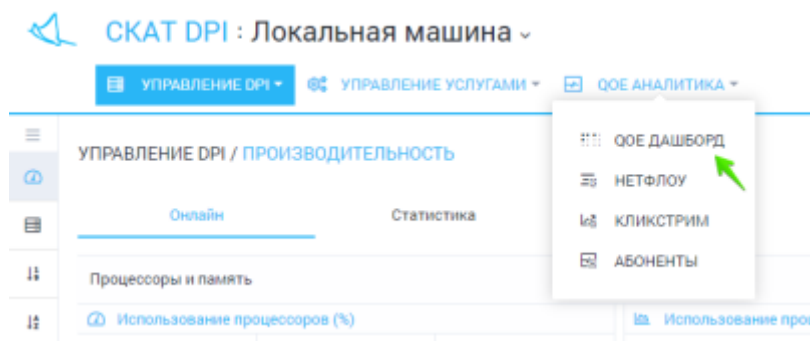 СКАТ DPI : Локальная машина
УПРАВЛЕНИЕ DPI УПРАВЛЕНИЕ УСЛУГАМИ QOE АНАЛИТИКА
QOE ДАШБОРД
НЕТФЛОУ
КЛИКСТРИМ
АБОНЕНТЫ
УПРАВЛЕНИЕ DPI / ПРОИЗВОДИТЕЛЬНОСТЬ
Онлайн Статистика
Процессоры и память
Использование процессоров (%) Использование